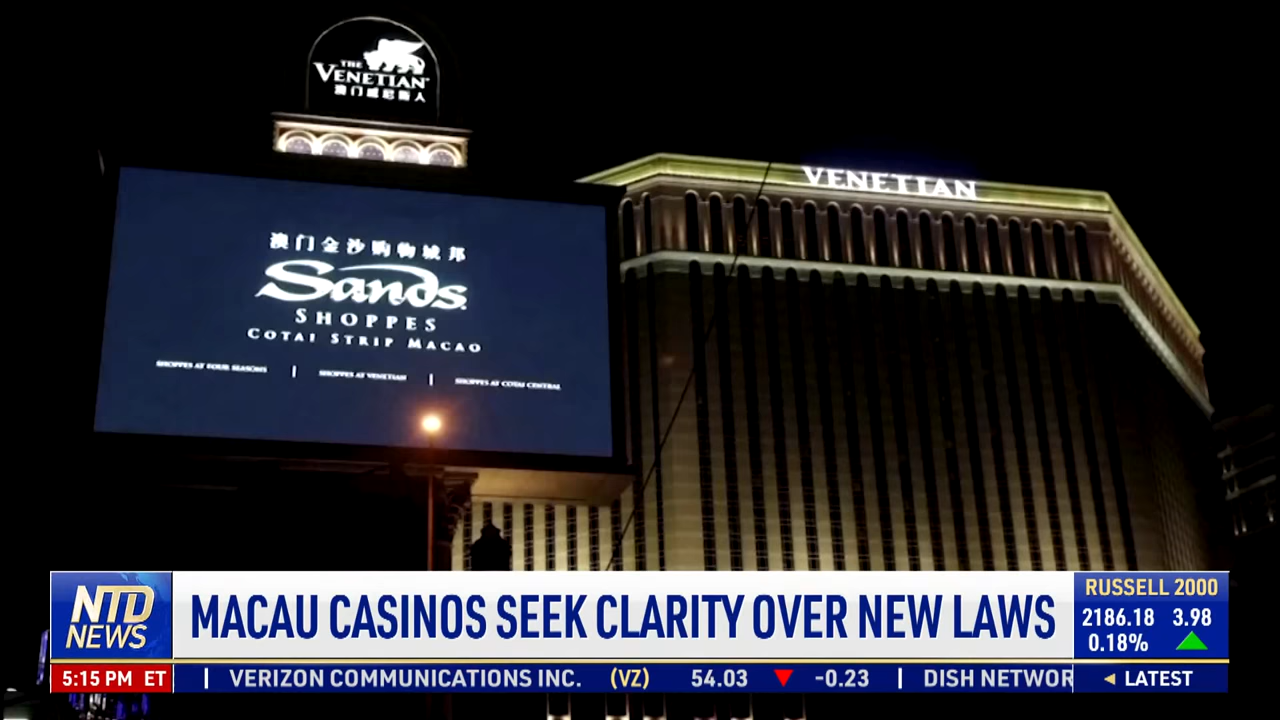 THE
VENETIAN
澳门威尼斯人
VENETIAN
澳门金沙购物城邦
Sands
SHOPPES
COTAI STRIP MACAO
SHOPPES AT FOUR SEASONS | SHOPPES AT VENETIAN | SHOPPES AT COTAI CENTRAL
NTD
NEWS
MACAU CASINOS SEEK CLARITY OVER NEW LAWS
RUSSELL 2000
2186.18 3.98
0.18% ▲
5:15 PM ET | VERIZON COMMUNICATIONS INC. (VZ) 54.03 ▼ -0.23 | DISH NETWOR ◄ LATEST